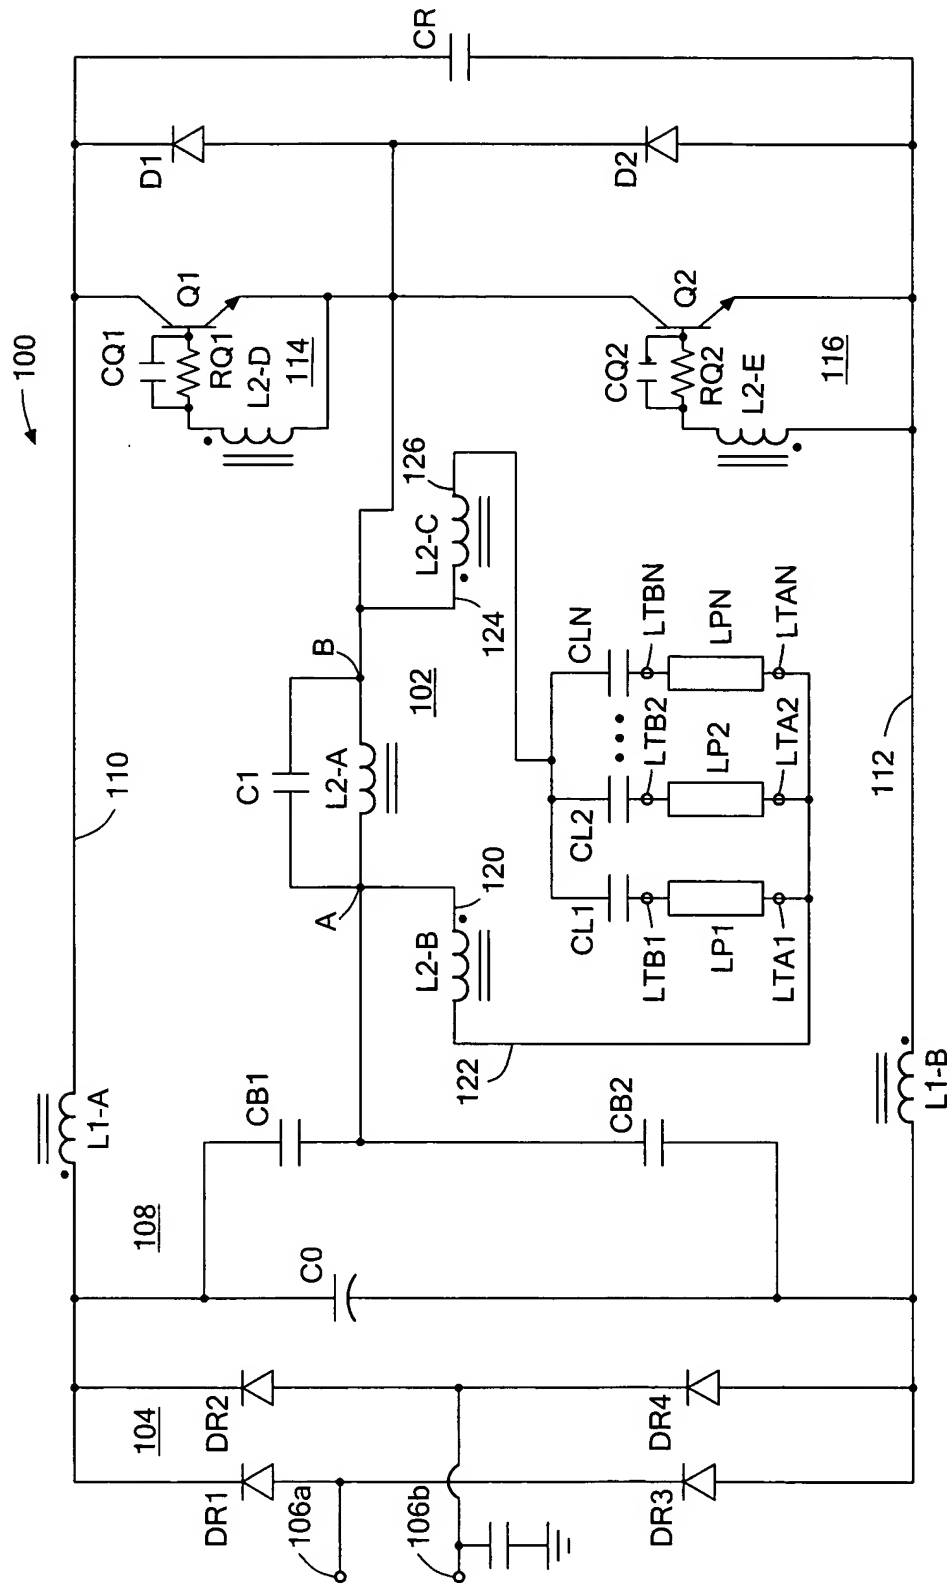 100
110
CR
D1
CQ1
Q1
RQ1
L2-D
114
126
L2-C
124
B
102
C1
L2-A
A
120
L2-B
122
L1-A
CB1
CB2
108
C0
104
DR2
DR1
106a
106b
DR4
DR3
D2
CQ2
Q2
RQ2
L2-E
116
CLN
LTBN
LPN
LTAN
CL2
LTB2
LP2
LTA2
CL1
LTB1
LP1
LTA1
112
L1-B